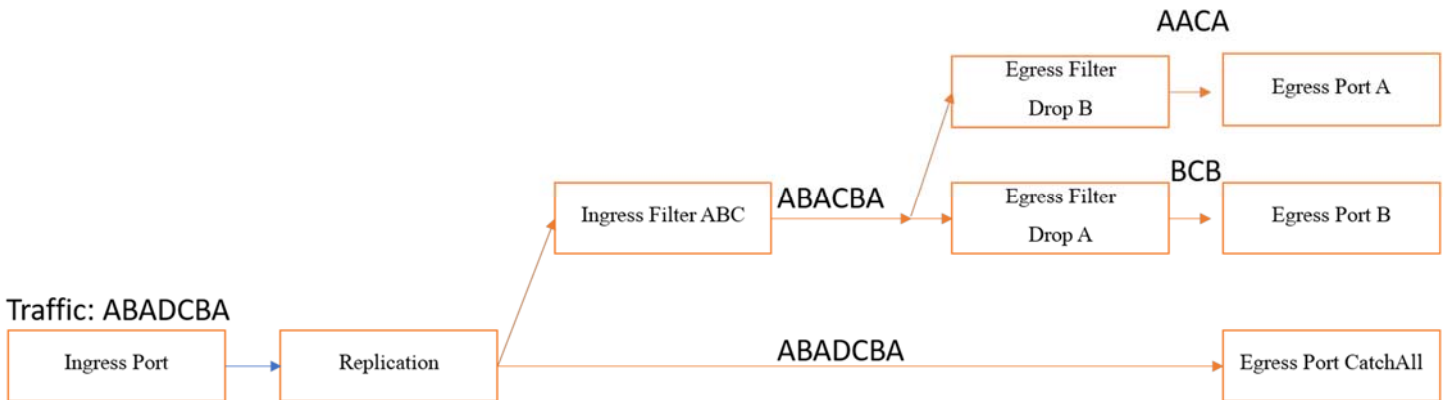 AACA
Egress Filter
Drop B
Egress Port A
BCB
Ingress Filter ABC
ABACBA
Egress Filter
Drop A
Egress Port B
Traffic: ABADCBA
Ingress Port
Replication
ABADCBA
Egress Port CatchAll